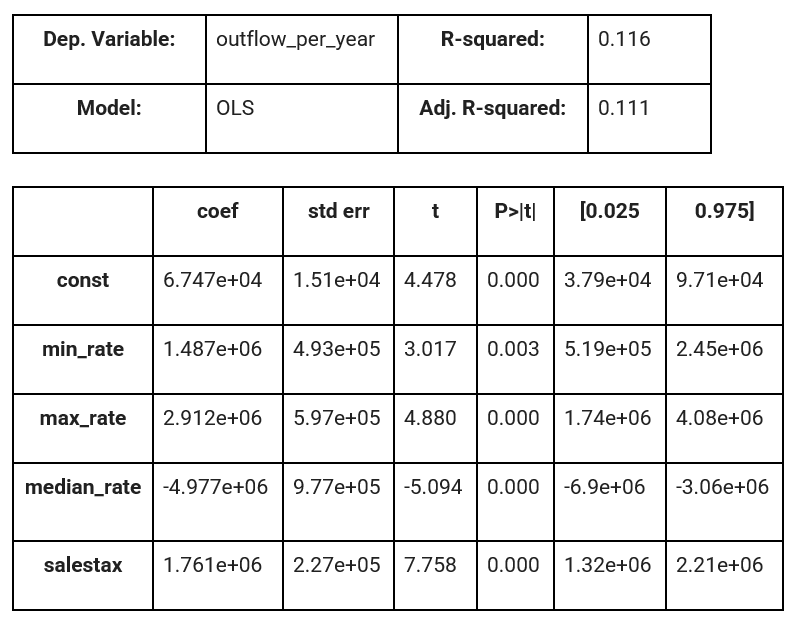 Dep. Variable: outflow_per_year R-squared: 0.116
Model: OLS Adj. R-squared: 0.111
coef std err t P>|t| [0.025 0.975]
const 6.747e+04 1.51e+04 4.478 0.000 3.79e+04 9.71e+04
min_rate 1.487e+06 4.93e+05 3.017 0.003 5.19e+05 2.45e+06
max_rate 2.912e+06 5.97e+05 4.880 0.000 1.74e+06 4.08e+06
median_rate -4.977e+06 9.77e+05 -5.094 0.000 -6.9e+06 -3.06e+06
salestax 1.761e+06 2.27e+05 7.758 0.000 1.32e+06 2.21e+06